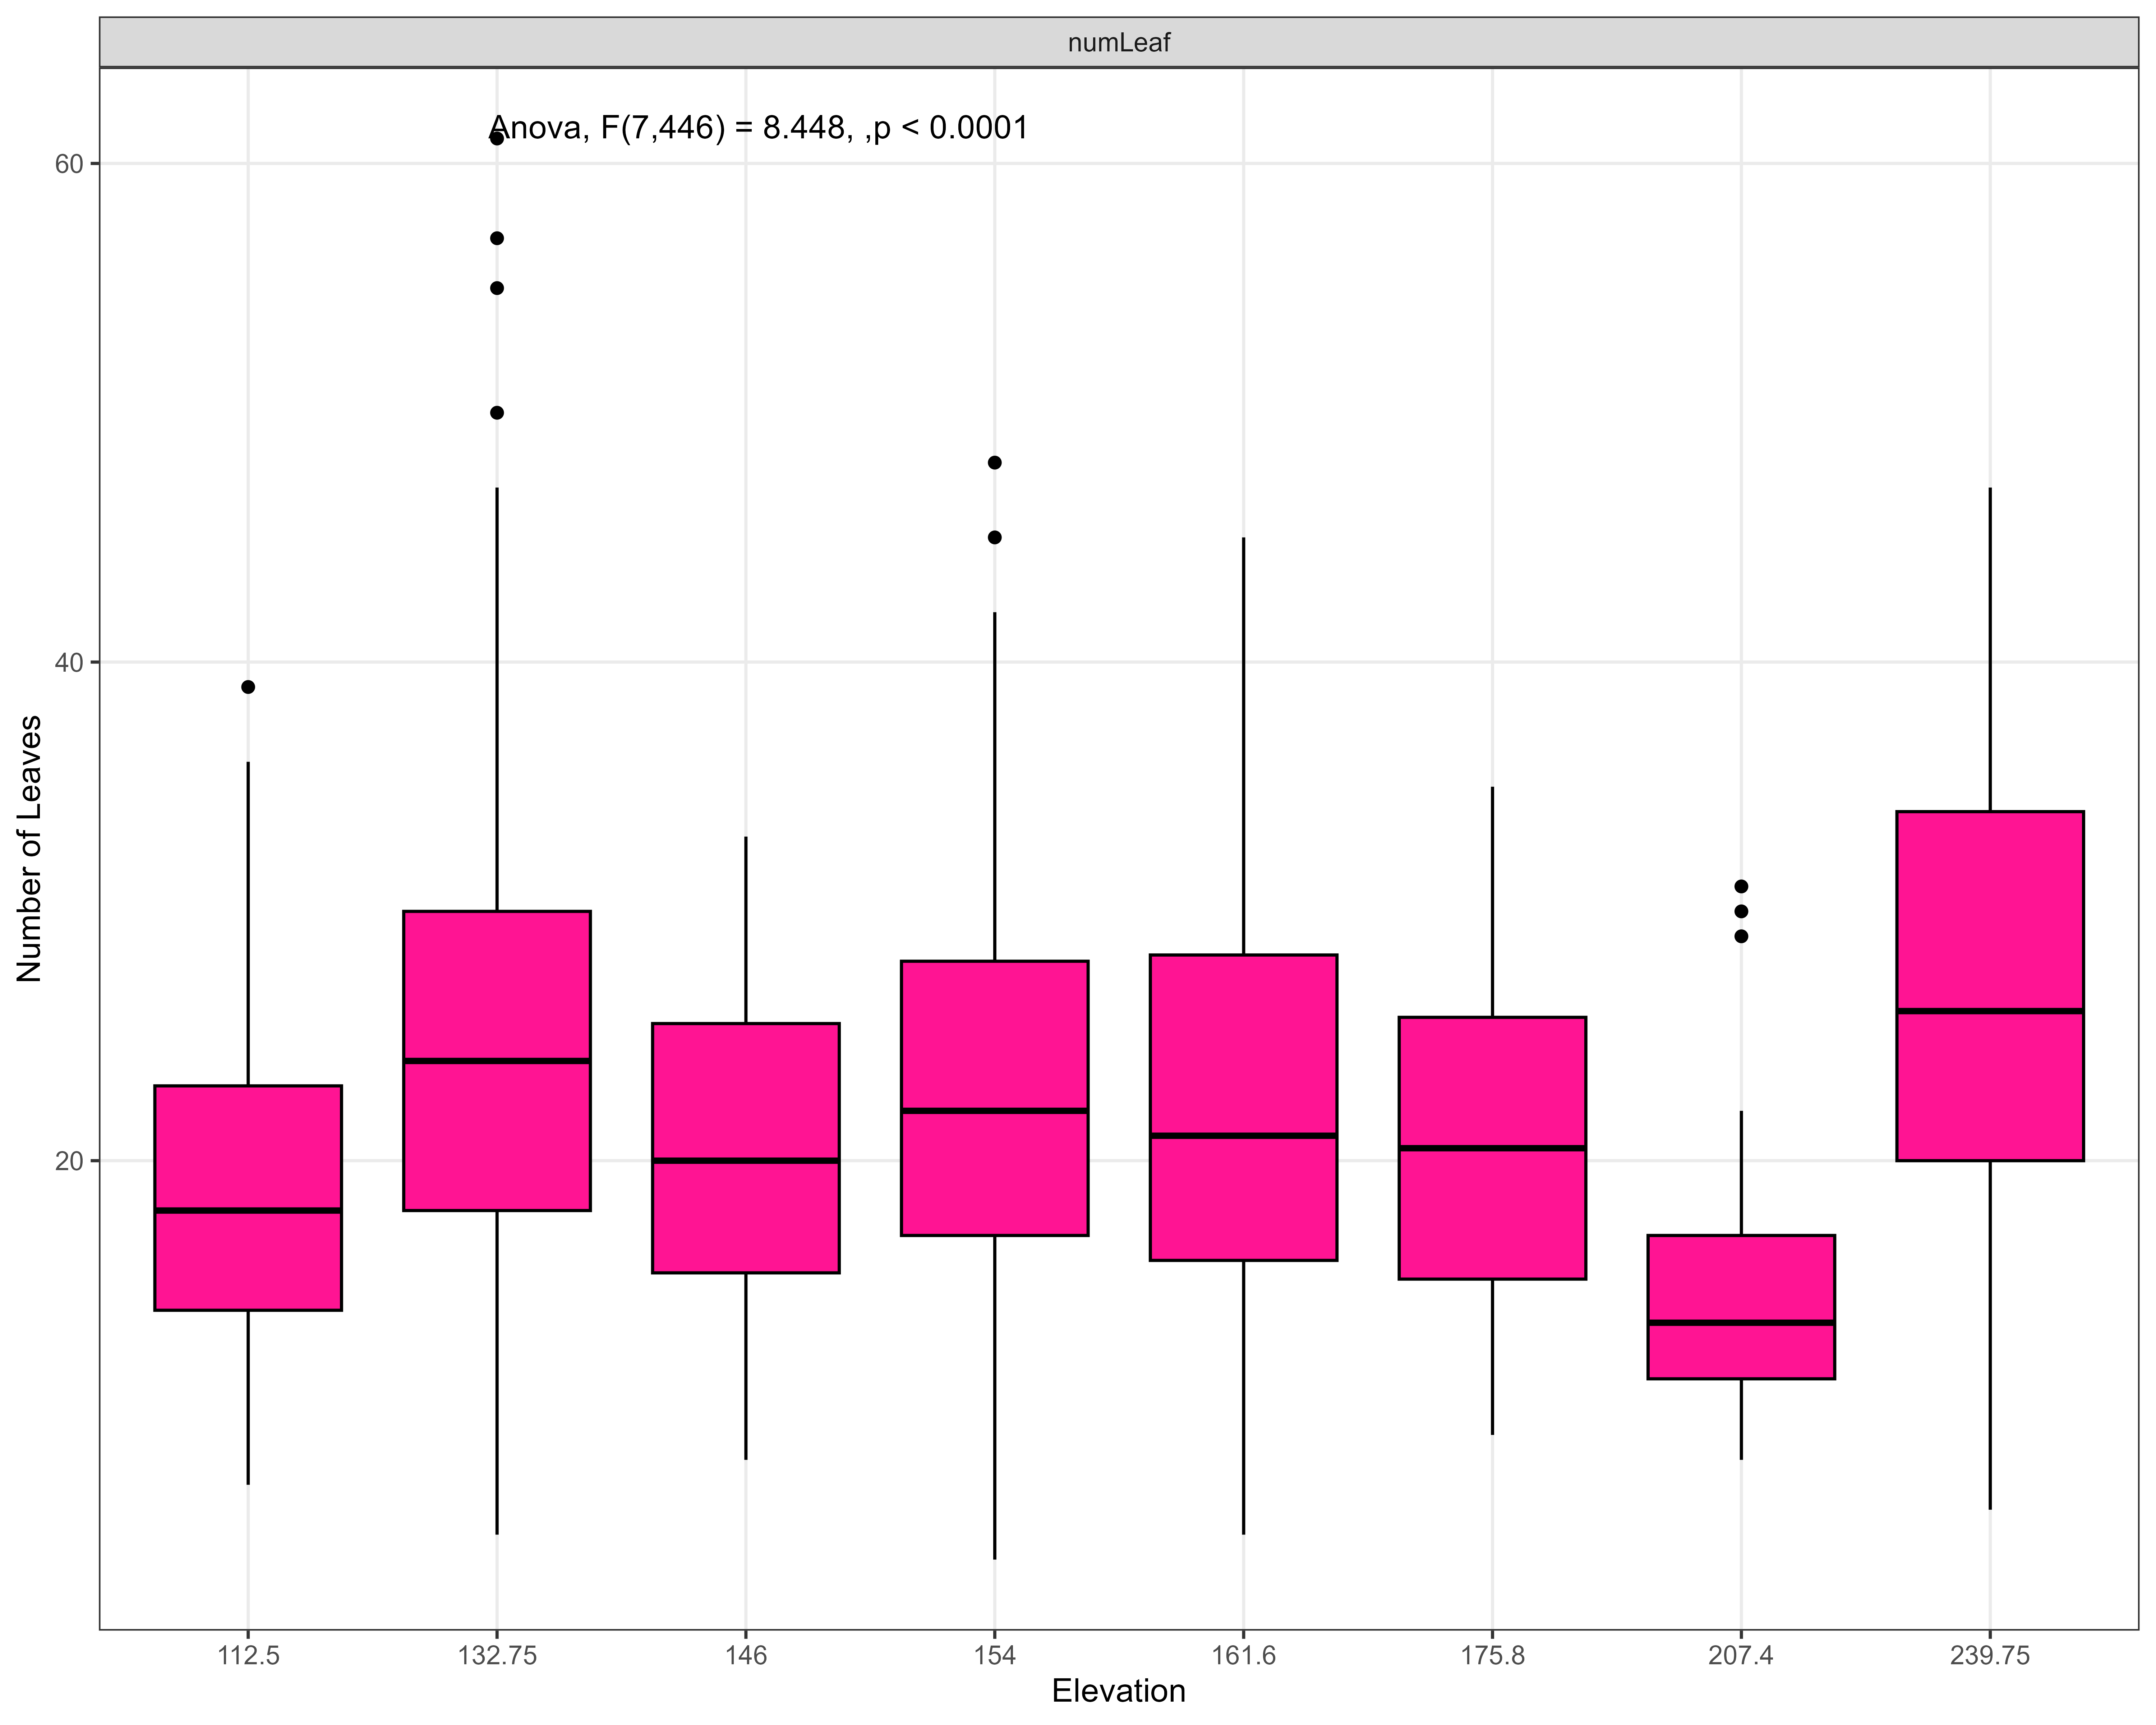 numLeaf
Anova, F(7,446) = 8.448, ,p < 0.0001
60
40
20
Number of Leaves
112.5 132.75 146 154 161.6 175.8 207.4 239.75
Elevation